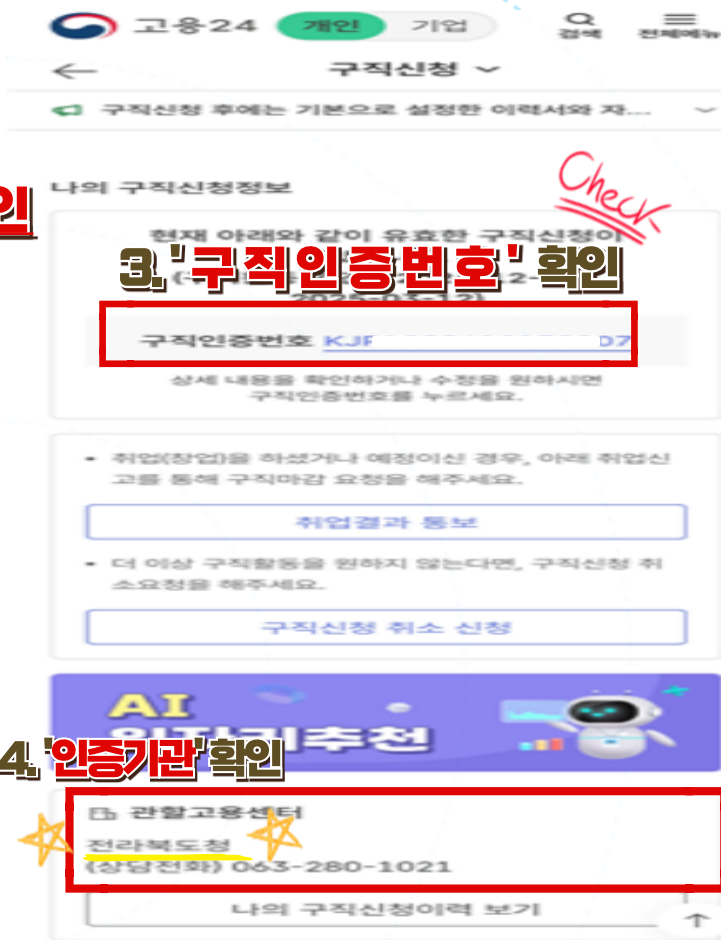 고용24 개인 기업 검색 전체메뉴
구직신청
구직신청 후에는 기본으로 설정한 이력서와 자...
나의 구직신청정보
Check
인
현재 아래와 같이 유효한 구직신청이
3.'구직인증번호' 확인
2025-03-12)
구직인증번호 KJF 07
상세 내용을 확인하거나 수정을 원하시면
구직인증번호를 누르세요.
• 취업(창업)을 하셨거나 예정이신 경우, 아래 취업신
고를 통해 구직마감 요청을 해주세요.
취업결과 통보
• 더 이상 구직활동을 원하지 않는다면, 구직신청 취
소요청을 해주세요.
구직신청 취소 신청
AI
일자리추천
4.'인증기관' 확인
관할고용센터
전라북도청
(상담전화) 063-280-1021
나의 구직신청이력 보기